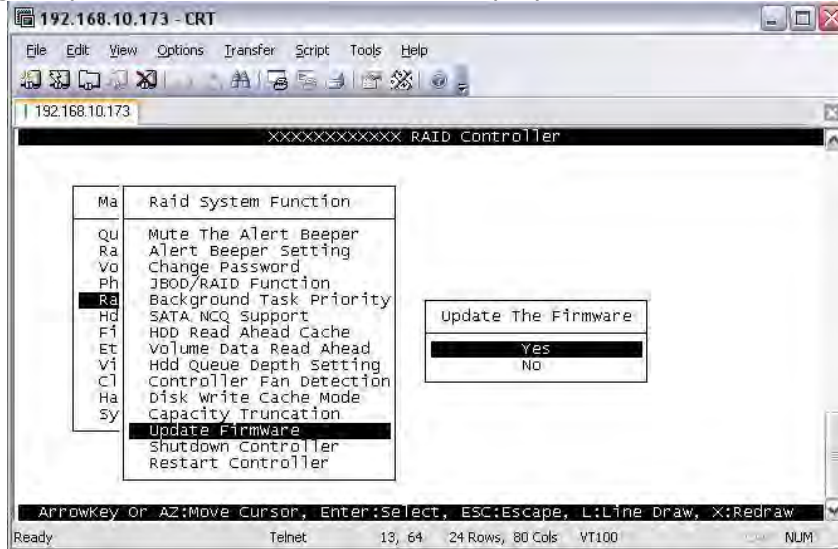 192.168.10.173 - CRT
File Edit View Options Transfer Script Tools Help
192.168.10.173
XXXXXXXXXXXX RAID Controller
Ma
Raid System Function
Qu
Mute The Alert Beeper
Ra
Alert Beeper Setting
Vo
Change Password
Ph
JBOD/RAID Function
Ra
Background Task Priority
Hd
SATA NCQ Support
Fi
HDD Read Ahead Cache
Et
Volume Data Read Ahead
Vi
Hdd Queue Depth Setting
Cl
Controller Fan Detection
Ha
Disk Write Cache Mode
Sy
Capacity Truncation
Update Firmware
Shutdown Controller
Restart Controller
Update The Firmware
Yes
No
ArrowKey Or AZ:Move Cursor, Enter:Select, ESC:Escape, L:Line Draw, X:Redraw
Ready Telnet 13, 64 24 Rows, 80 Cols VT100 NUM